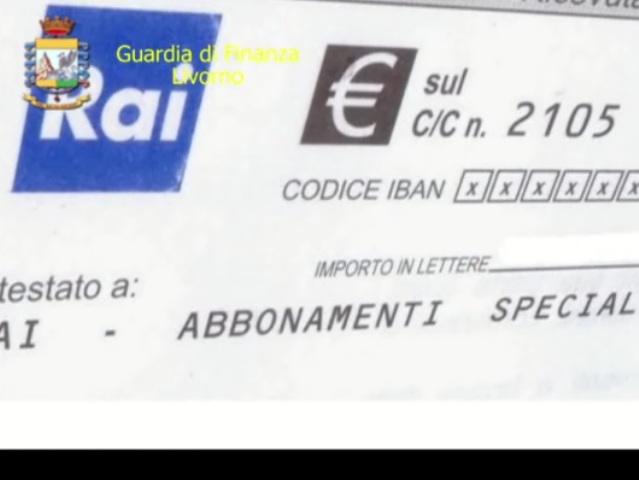 Guardia di Finanza
Livorno
Rai
€ sul
C/C n. 2105
CODICE IBAN x x x x x x
IMPORTO IN LETTERE
testato a:
AI - ABBONAMENTI SPECIAL